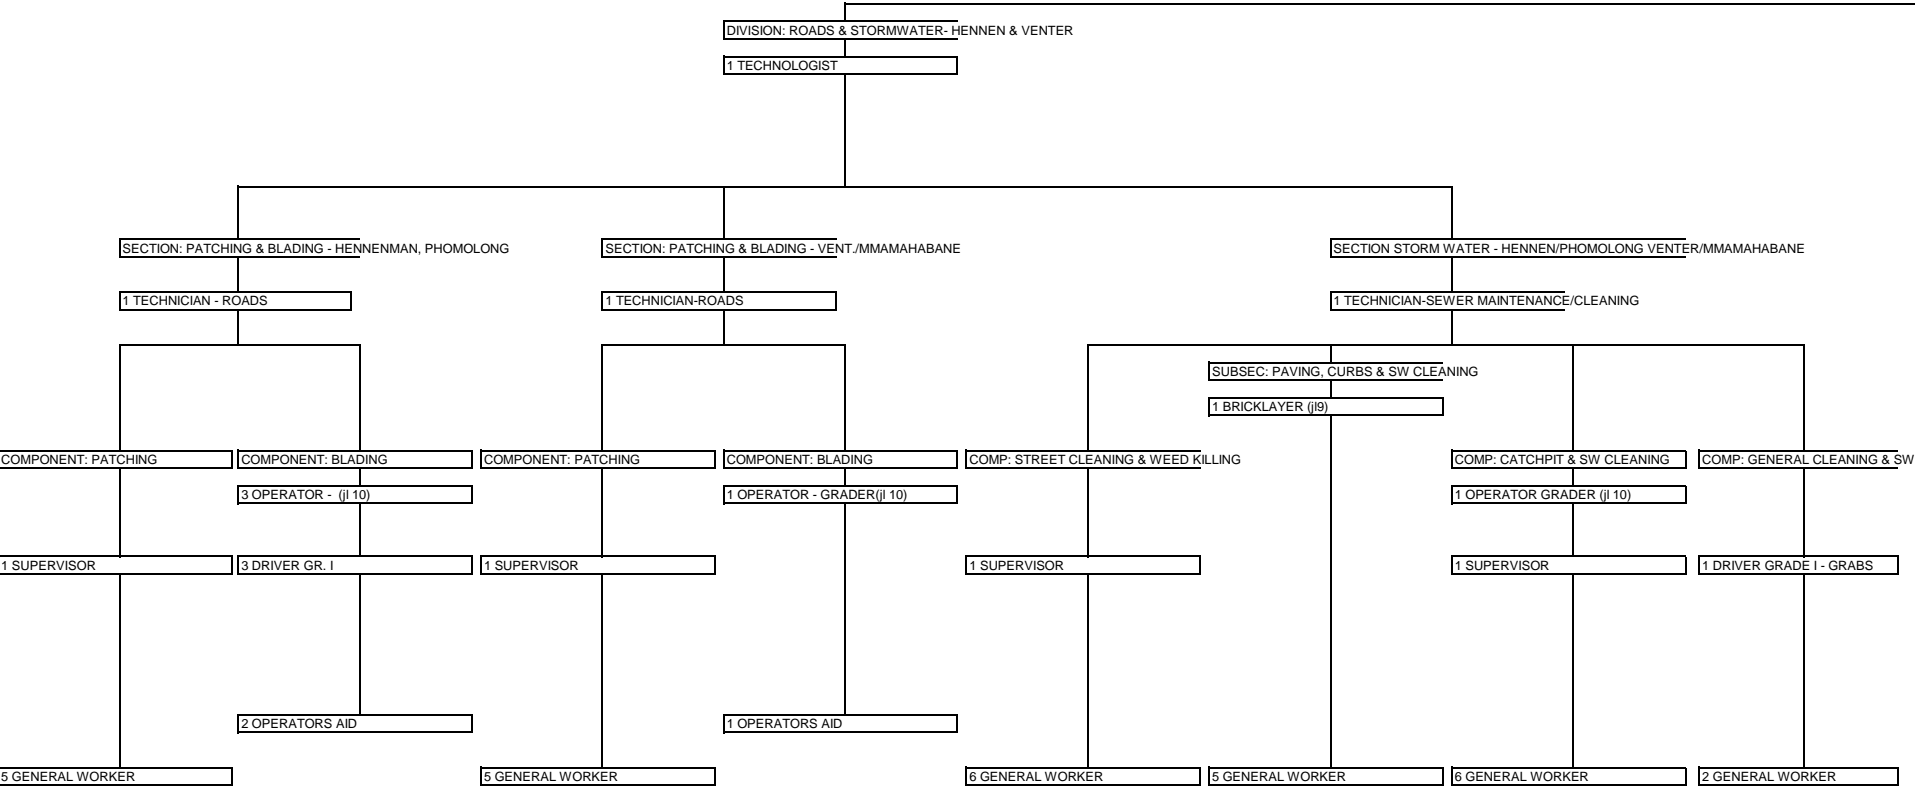 DIVISION: ROADS & STORMWATER- HENNEN & VENTER
1 TECHNOLOGIST
SECTION: PATCHING & BLADING - HENNENMAN, PHOMOLONG
SECTION: PATCHING & BLADING - VENT./MMAMAHABANE
SECTION STORM WATER - HENNEN/PHOMOLONG VENTER/MMAMAHABANE
1 TECHNICIAN - ROADS
1 TECHNICIAN-ROADS
1 TECHNICIAN-SEWER MAINTENANCE/CLEANING
SUBSEC: PAVING, CURBS & SW CLEANING
1 BRICKLAYER (jl9)
COMPONENT: PATCHING
COMPONENT: BLADING
COMPONENT: PATCHING
COMPONENT: BLADING
COMP: STREET CLEANING & WEED KILLING
COMP: CATCHPIT & SW CLEANING
COMP: GENERAL CLEANING & SW
3 OPERATOR -  (jl 10)
1 OPERATOR - GRADER(jl 10)
1 OPERATOR GRADER (jl 10)
1 SUPERVISOR
3 DRIVER GR. I
1 SUPERVISOR
1 SUPERVISOR
1 SUPERVISOR
1 DRIVER GRADE I - GRABS
2 OPERATORS AID
1 OPERATORS AID
5 GENERAL WORKER
5 GENERAL WORKER
6 GENERAL WORKER
5 GENERAL WORKER
6 GENERAL WORKER
2 GENERAL WORKER